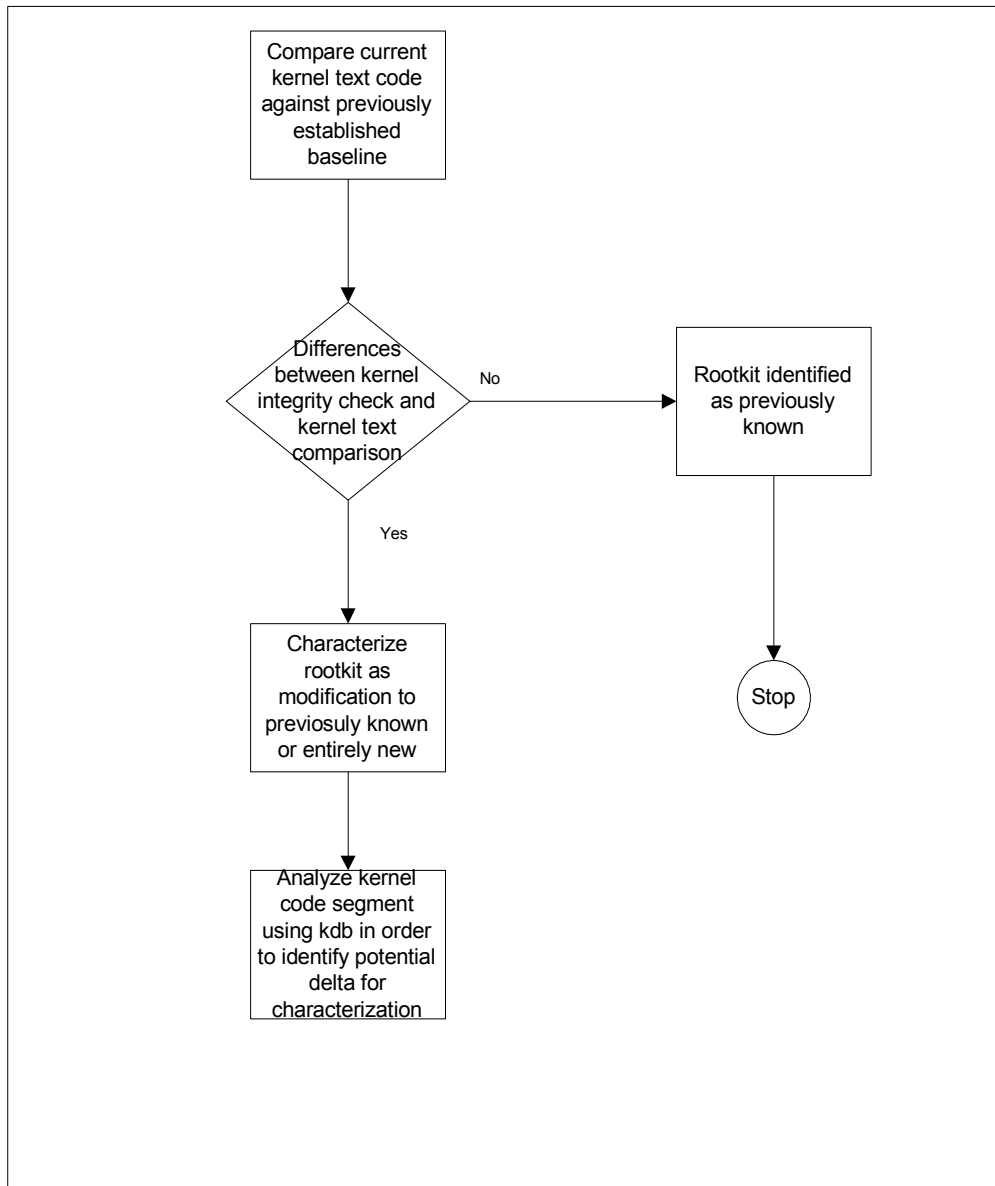 Compare current
kernel text code
against previously
established
baseline
Differences
between kernel
integrity check and
kernel text
comparison
No
Rootkit identified
as previously
known
Yes
Characterize
rootkit as
modification to
previosuly known
or entirely new
Stop
Analyze kernel
code segment
using kdb in order
to identify potential
delta for
characterization